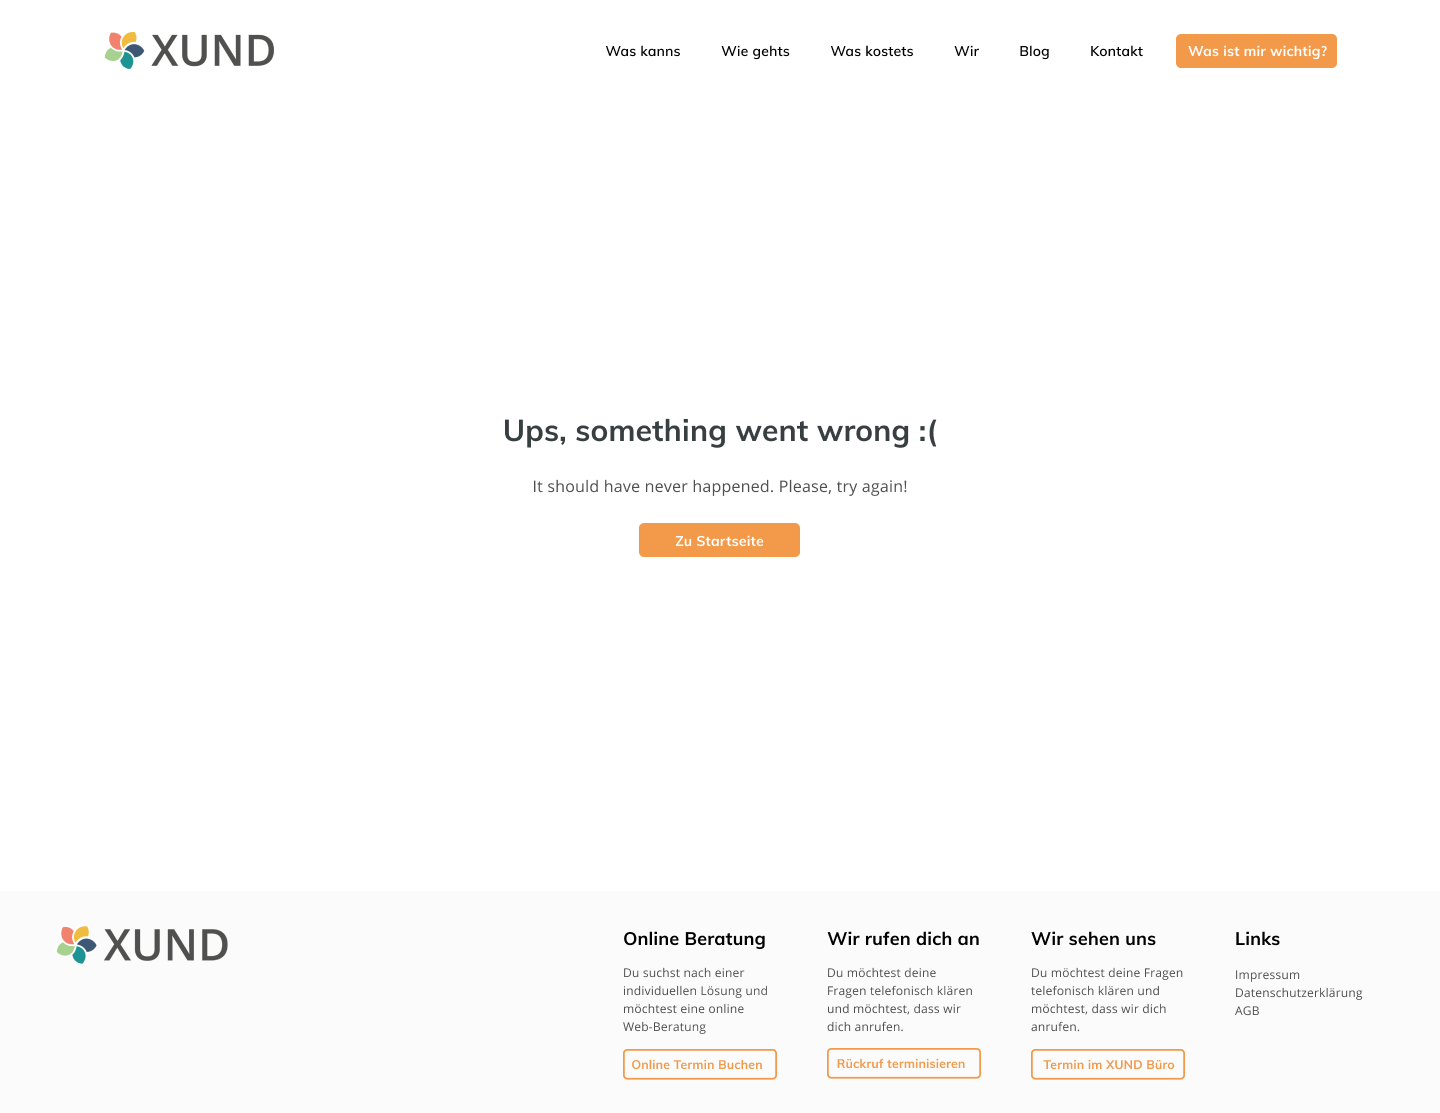 XUND
Was kanns
Wie gehts
Was kostets
Wir
Blog
Kontakt
Was ist mir wichtig?
Ups, something went wrong :(
It should have never happened. Please, try again!
Zu Startseite
XUND
Online Beratung
Du suchst nach einer
individuellen Lösung und
möchtest eine online
Web-Beratung
Online Termin Buchen
Wir rufen dich an
Du möchtest deine
Fragen telefonisch klären
und möchtest, dass wir
dich anrufen.
Rückruf terminisieren
Wir sehen uns
Du möchtest deine Fragen
telefonisch klären und
möchtest, dass wir dich
anrufen.
Termin im XUND Büro
Links
Impressum
Datenschutzerklärung
AGB